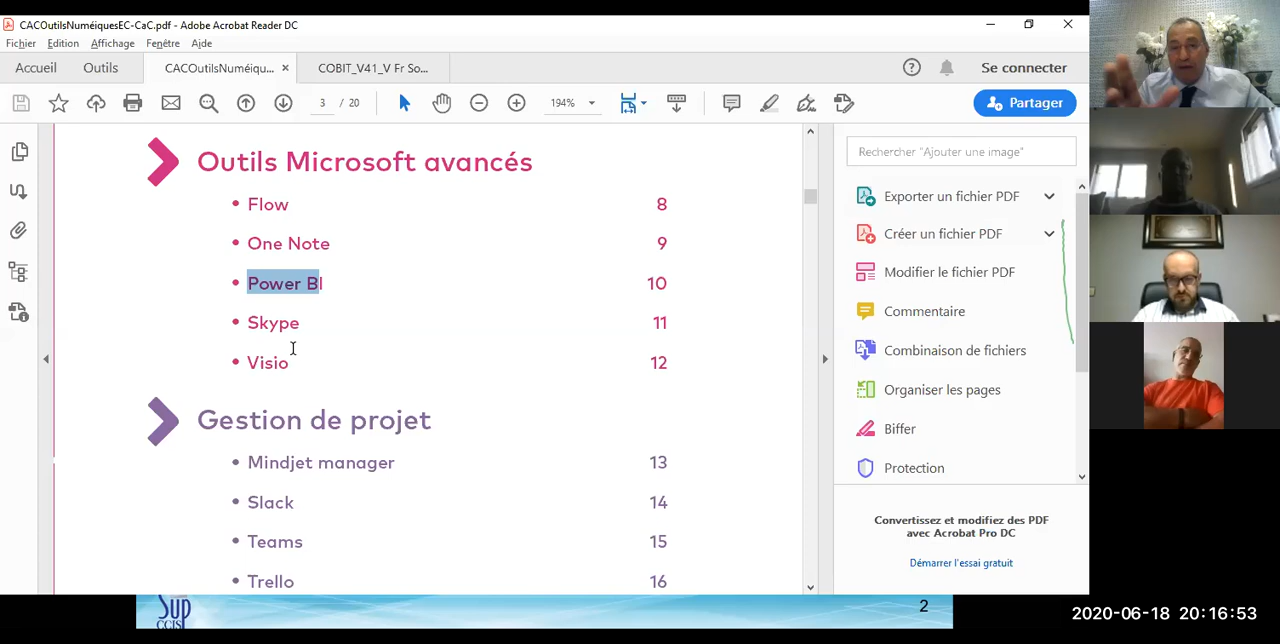 CACOutilsNuméiquesEC-CaC.pdf - Adobe Acrobat Reader DC
Fichier Edition Affichage Fenêtre Aide
Accueil Outils CACOutilsNuméiqu... × COBIT_V41_V Fr So... Se connecter
3 / 20 194% Partager
Outils Microsoft avancés
• Flow 8
• One Note 9
• Power BI 10
• Skype 11
• Visio 12
Gestion de projet
• Mindjet manager 13
• Slack 14
• Teams 15
• Trello 16
Rechercher "Ajouter une image"
Exporter un fichier PDF
Créer un fichier PDF
Modifier le fichier PDF
Commentaire
Combinaison de fichiers
Organiser les pages
Biffer
Protection
Convertissez et modifiez des PDF
avec Acrobat Pro DC
Démarrer l'essai gratuit
Sup
CCIS
2
2020-06-18 20:16:53